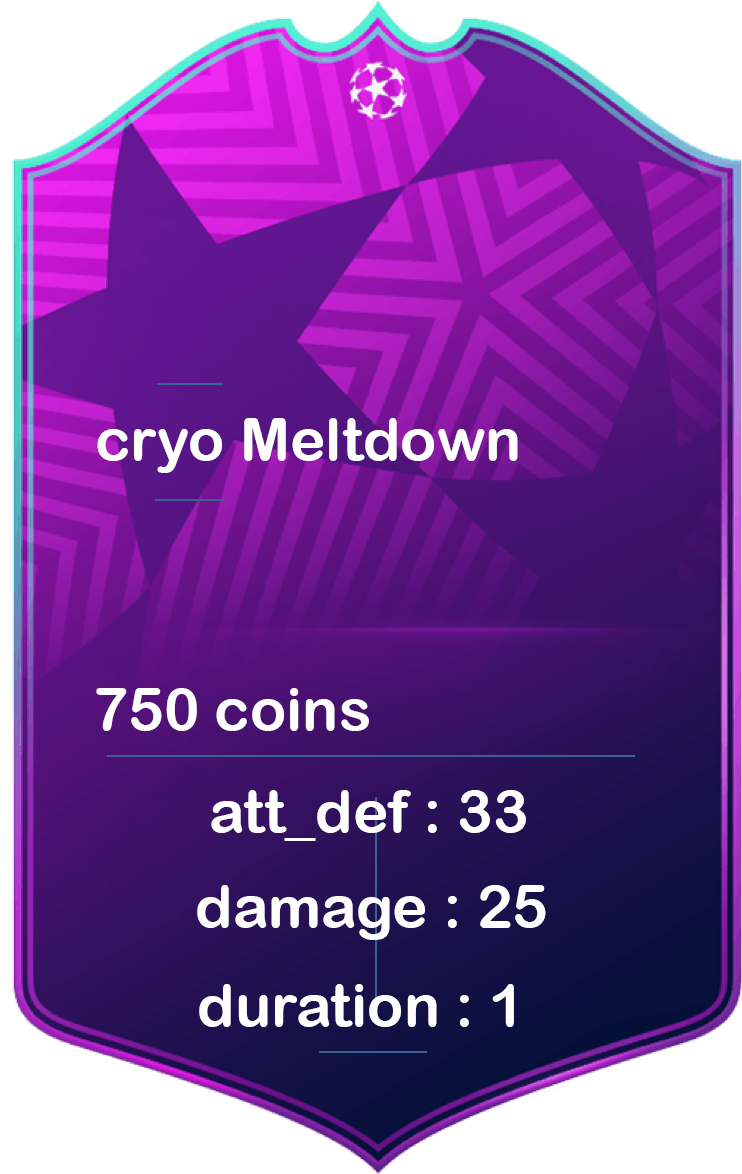 cryo Meltdown
750 coins
att_def : 33
damage : 25
duration : 1